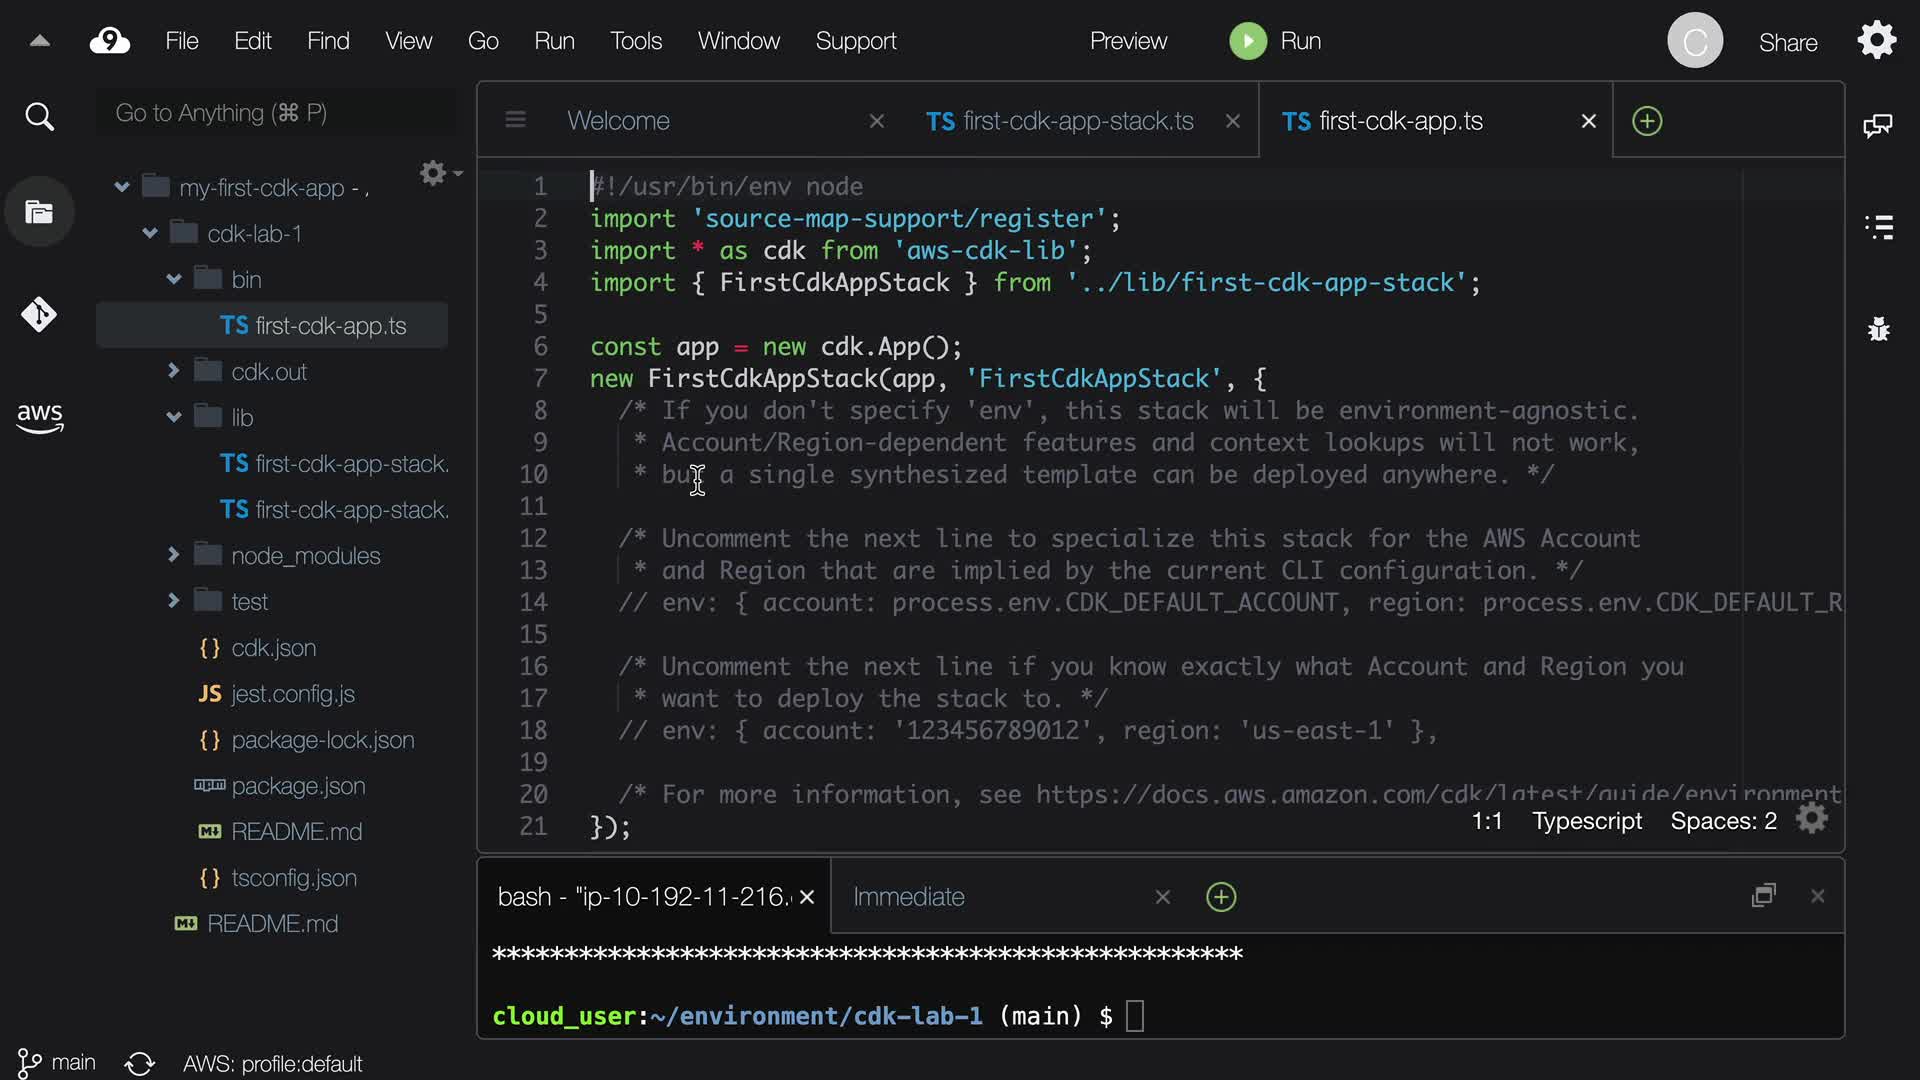 9 File Edit Find View Go Run Tools Window Support Preview Run C Share
Go to Anything (⌘ P)
Welcome
TS first-cdk-app-stack.ts
TS first-cdk-app.ts
my-first-cdk-app - .
cdk-lab-1
bin
TS first-cdk-app.ts
cdk.out
lib
TS first-cdk-app-stack.
TS first-cdk-app-stack.
node_modules
test
{} cdk.json
JS jest.config.js
{} package-lock.json
package.json
README.md
{} tsconfig.json
README.md
aws
1 #!/usr/bin/env node
2 import 'source-map-support/register';
3 import * as cdk from 'aws-cdk-lib';
4 import { FirstCdkAppStack } from '../lib/first-cdk-app-stack';
5
6 const app = new cdk.App();
7 new FirstCdkAppStack(app, 'FirstCdkAppStack', {
8 /* If you don't specify 'env', this stack will be environment-agnostic.
9 * Account/Region-dependent features and context lookups will not work,
10 * but a single synthesized template can be deployed anywhere. */
11
12 /* Uncomment the next line to specialize this stack for the AWS Account
13 * and Region that are implied by the current CLI configuration. */
14 // env: { account: process.env.CDK_DEFAULT_ACCOUNT, region: process.env.CDK_DEFAULT_R
15
16 /* Uncomment the next line if you know exactly what Account and Region you
17 * want to deploy the stack to. */
18 // env: { account: '123456789012', region: 'us-east-1' },
19
20 /* For more information, see https://docs.aws.amazon.com/cdk/latest/guide/environment
21 });
1:1 Typescript Spaces: 2
bash - "ip-10-192-11-216.
Immediate
****************************************************
cloud_user:~/environment/cdk-lab-1 (main) $
main AWS: profile:default